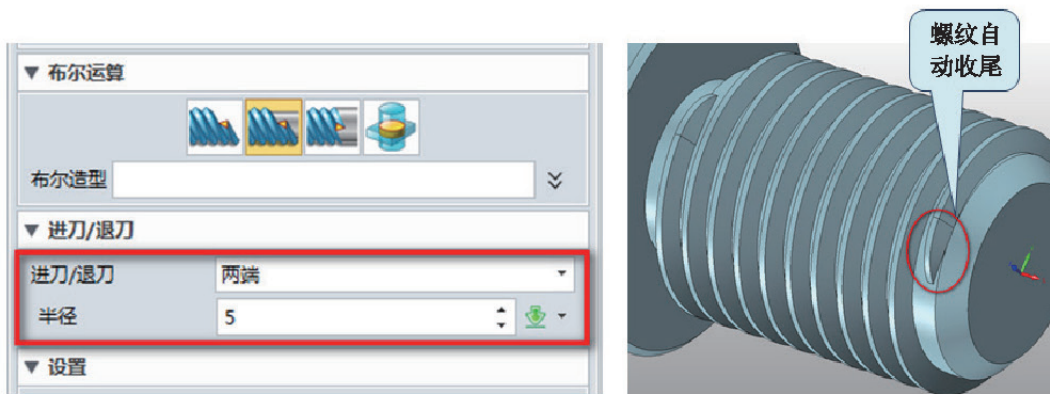 ▼ 布尔运算
布尔造型
▼ 进刀/退刀
进刀/退刀 两端
半径 5
▼ 设置
螺纹自
动收尾